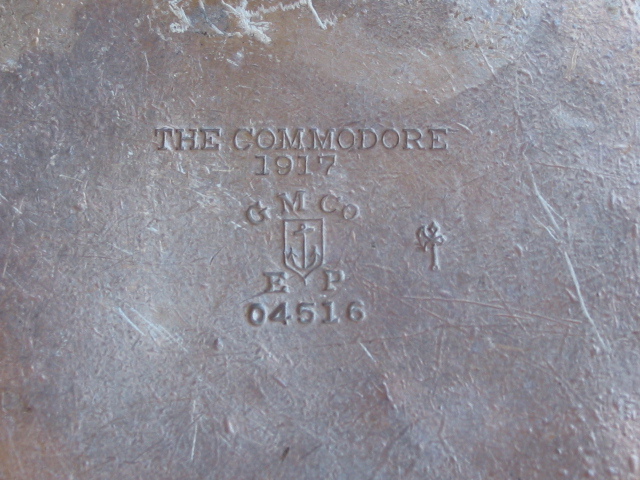 THE COMMODORE
1917
G M Co
E P
04516